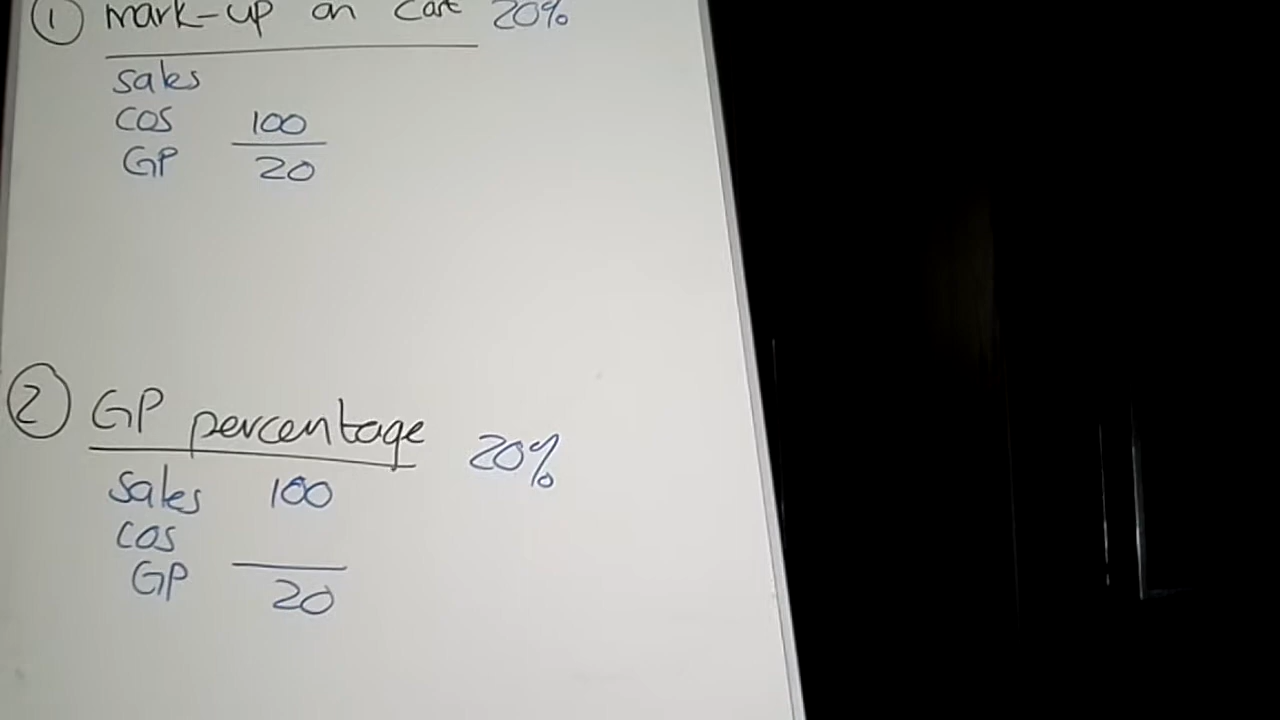 1 mark-up on cost 20%
sales
COS 100
GP 20
2 GP percentage 20%
sales 100
COS
GP 20